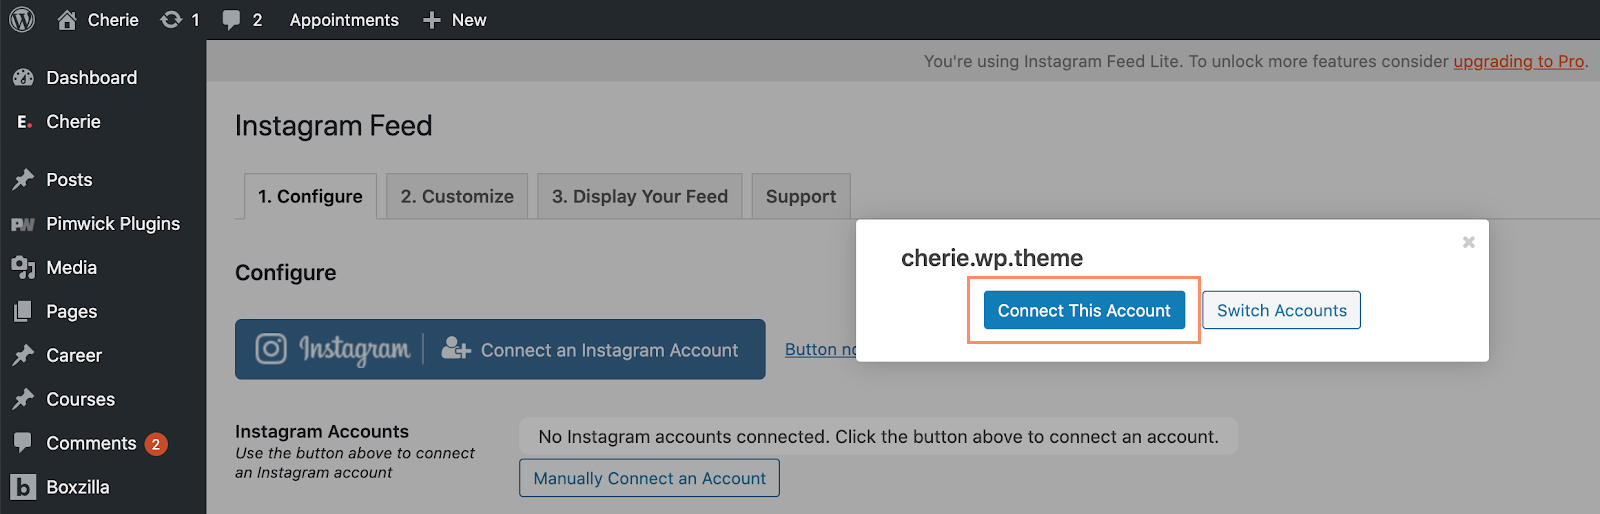 Cherie 1 2 Appointments New
You're using Instagram Feed Lite. To unlock more features consider upgrading to Pro.
Dashboard
E. Cherie
Posts
PW Pimwick Plugins
Media
Pages
Career
Courses
Comments 2
b Boxzilla
Instagram Feed
1. Configure 2. Customize 3. Display Your Feed Support
Configure
Instagram Connect an Instagram Account Button
Instagram Accounts
Use the button above to connect
an Instagram account
No Instagram accounts connected. Click the button above to connect an account.
Manually Connect an Account
cherie.wp.theme
×
Connect This Account Switch Accounts